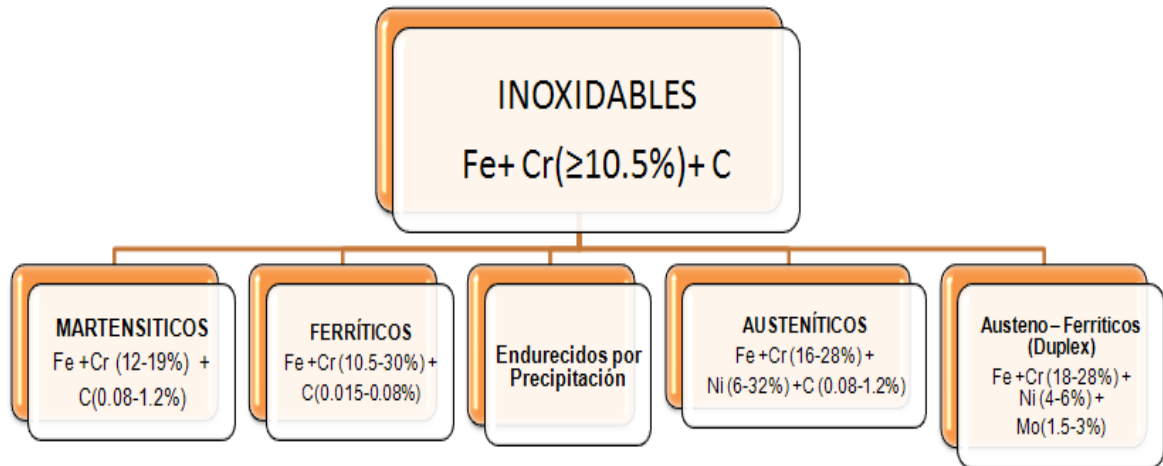 INOXIDABLES
Fe+ Cr(≥10.5%)+ C
MARTENSITICOS
Fe +Cr (12-19%) +
C(0.08-1.2%)
FERRÍTICOS
Fe +Cr(10.5-30%) +
C(0.015-0.08%)
Endurecidos por
Precipitación
AUSTENÍTICOS
Fe +Cr(16-28%) +
Ni(6-32%) +C (0.08-1.2%)
Austeno – Ferriticos
(Duplex)
Fe +Cr(18-28%) +
Ni(4-6%) +
Mo(1.5-3%)